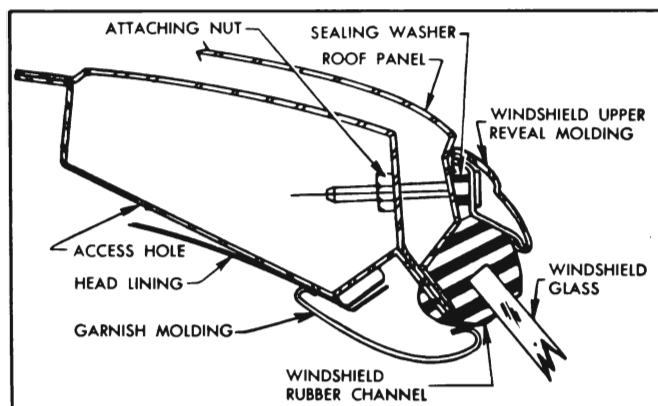 ATTACHING NUT
SEALING WASHER
ROOF PANEL
WINDSHIELD UPPER
REVEAL MOLDING
ACCESS HOLE
HEAD LINING
GARNISH MOLDING
WINDSHIELD
GLASS
WINDSHIELD
RUBBER CHANNEL